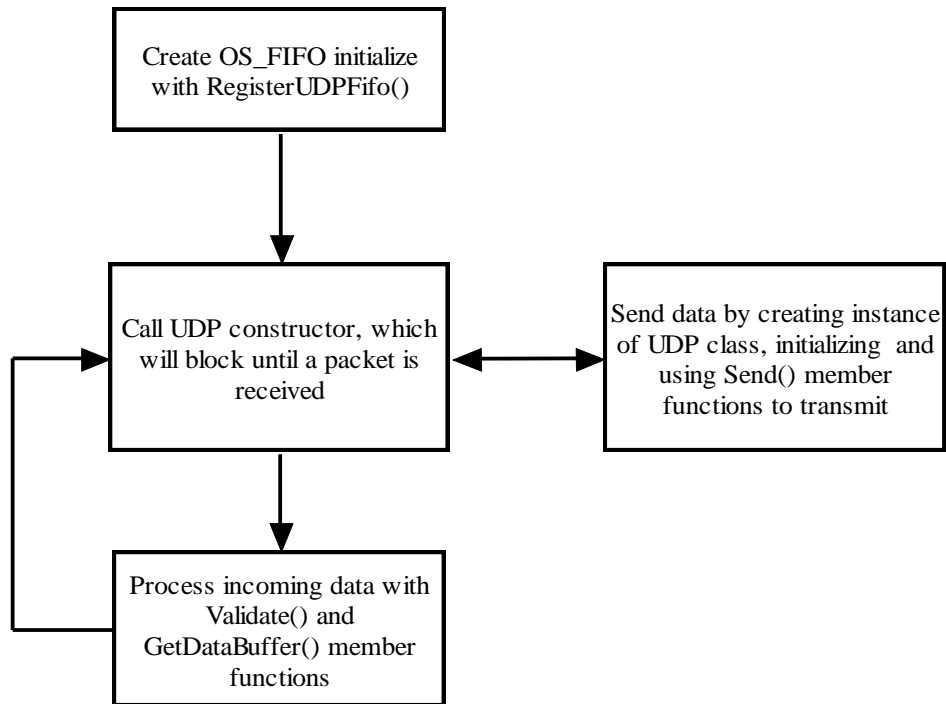 Create OS_FIFO initialize
with RegisterUDPFifo()
Call UDP constructor, which
will block until a packet is
received
Send data by creating instance
of UDP class, initializing and
using Send() member
functions to transmit
Process incoming data with
Validate() and
GetDataBuffer() member
functions